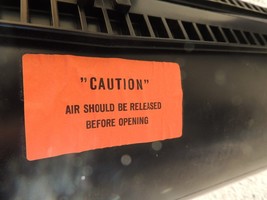 "CAUTION"
AIR SHOULD BE RELEASED
BEFORE OPENING